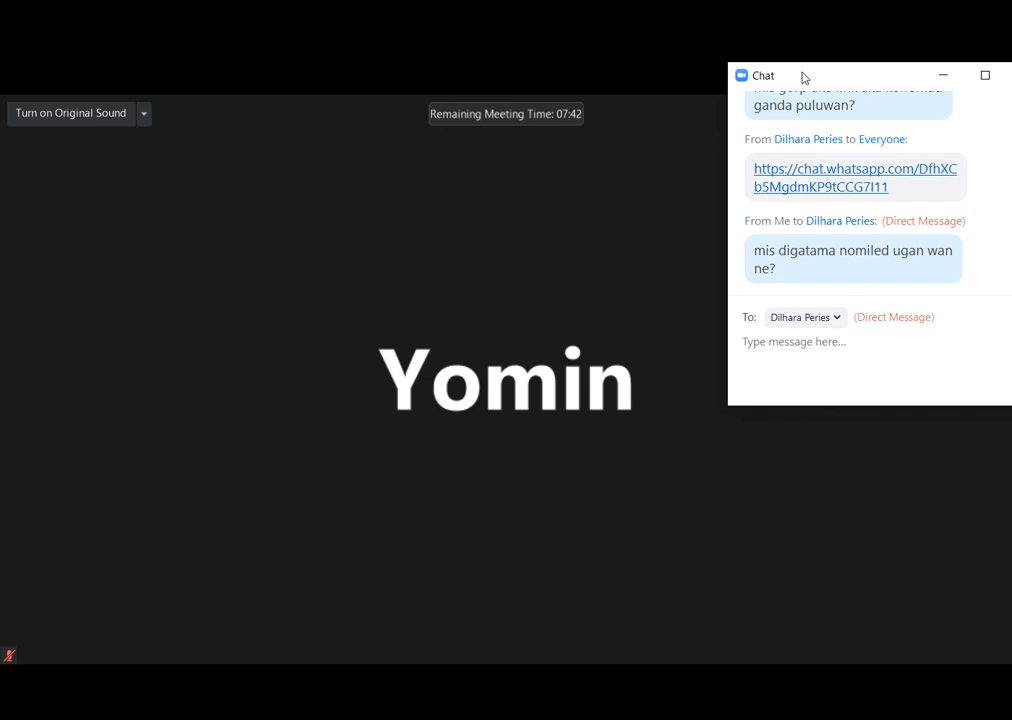 Chat
Turn on Original Sound
Remaining Meeting Time: 07:42
ganda puluwan?
From Dilhara Peries to Everyone:
https://chat.whatsapp.com/DfhXC
b5MgdmKP9tCCG7I11
From Me to Dilhara Peries: (Direct Message)
mis digatama nomiled ugan wan
ne?
To: Dilhara Peries (Direct Message)
Type message here...
Yomin